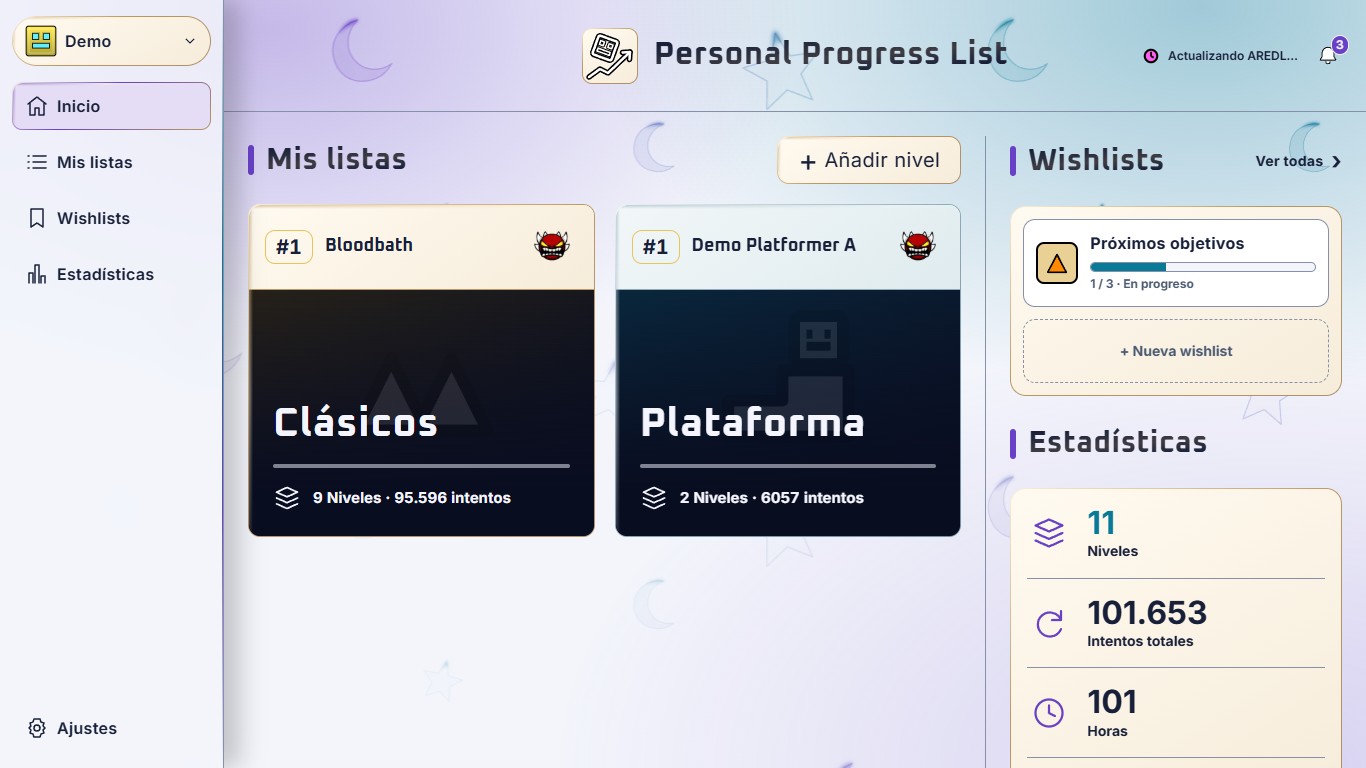 Demo
Inicio
Mis listas
Wishlists
Estadísticas
Ajustes
Personal Progress List
Actualizando AREDL...
3
Mis listas
+ Añadir nivel
#1 Bloodbath
Clásicos
9 Niveles · 95.596 intentos
#1 Demo Platformer A
Plataforma
2 Niveles · 6057 intentos
Wishlists
Ver todas
Próximos objetivos
1 / 3 · En progreso
+ Nueva wishlist
Estadísticas
11
Niveles
101.653
Intentos totales
101
Horas